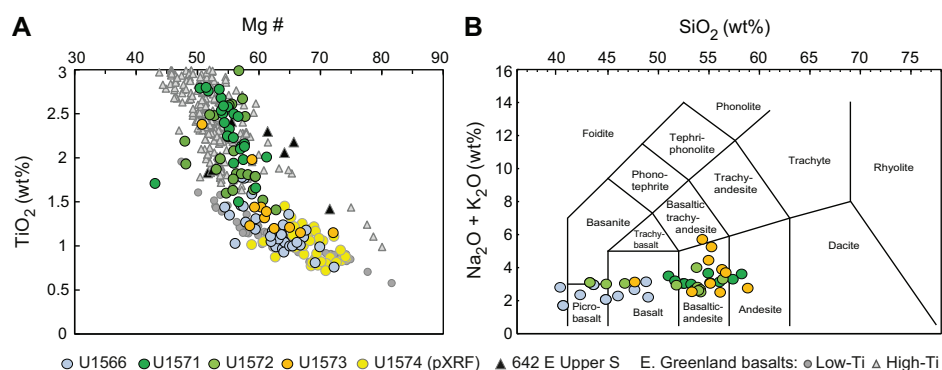 A
Mg #
30 40 50 60 70 80 90
TiO2 (wt%)
3
2.5
2
1.5
1
0.5
0
B
SiO2 (wt%)
40 45 50 55 60 65 70 75
Na2O + K2O (wt%)
16
14
12
10
8
6
4
2
0
Foidite
Phonolite
Tephri-
phonolite
Phono-
tephrite
Trachyte
Trachy-
andesite
Rhyolite
Basanite
Basaltic
trachy-
andesite
Trachy-
basalt
Dacite
Picro-
basalt
Basalt
Basaltic-
andesite
Andesite
U1566 U1571 U1572 U1573 U1574 (pXRF) 642 E Upper S E. Greenland basalts: Low-Ti High-Ti